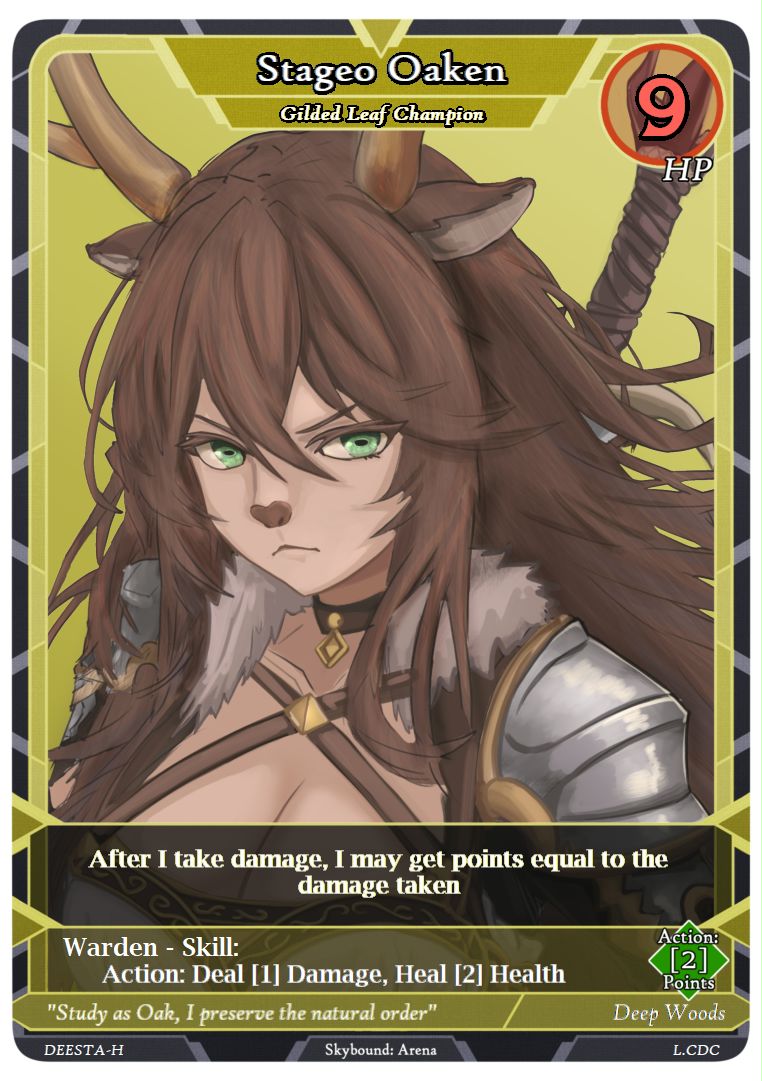 Stageo Oaken
Gilded Leaf Champion
9
HP
After I take damage, I may get points equal to the
damage taken
Warden - Skill:
Action: Deal [1] Damage, Heal [2] Health
Action:
[2]
Points
"Study as Oak, I preserve the natural order"
Deep Woods
DEESTA-H
Skybound: Arena
L.CDC